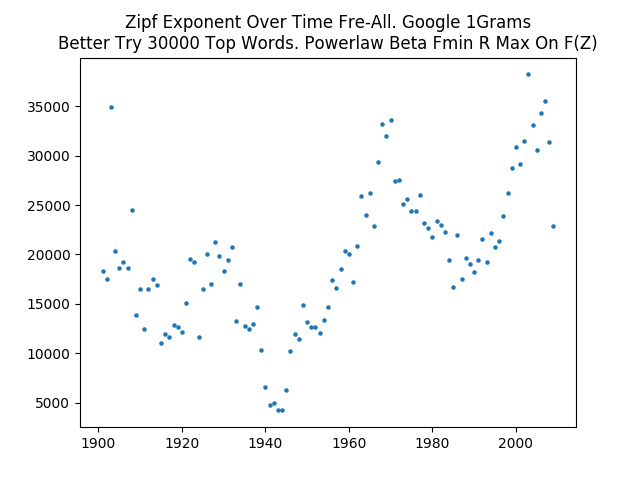 Zipf Exponent Over Time Fre-All. Google 1Grams
Better Try 30000 Top Words. Powerlaw Beta Fmin R Max On F(Z)
35000
30000
25000
20000
15000
10000
5000
1900 1920 1940 1960 1980 2000